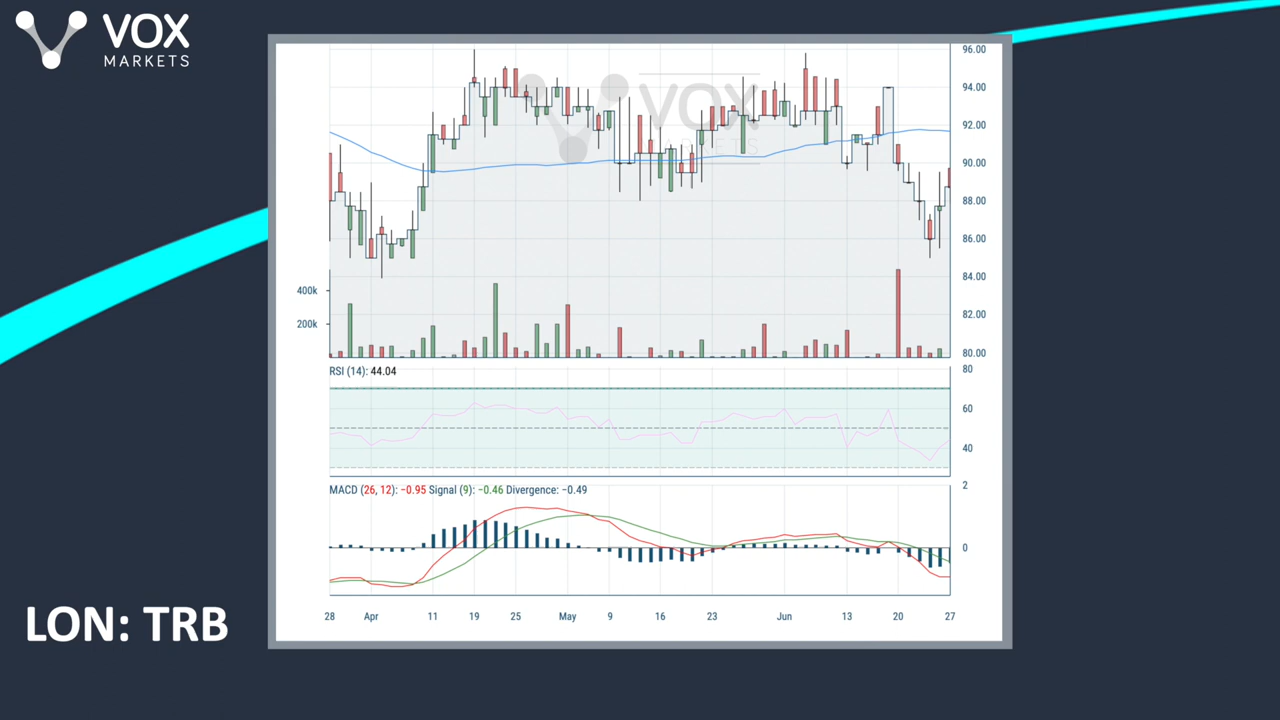 VOX
MARKETS
VOX
MARKETS
96.00
94.00
92.00
90.00
88.00
86.00
84.00
82.00
80.00
400k
200k
RSI (14): 44.04
80
60
40
MACD (26, 12): −0.95 Signal (9): −0.46 Divergence: −0.49
2
0
28 Apr 11 19 25 May 9 16 23 Jun 13 20 27
LON: TRB